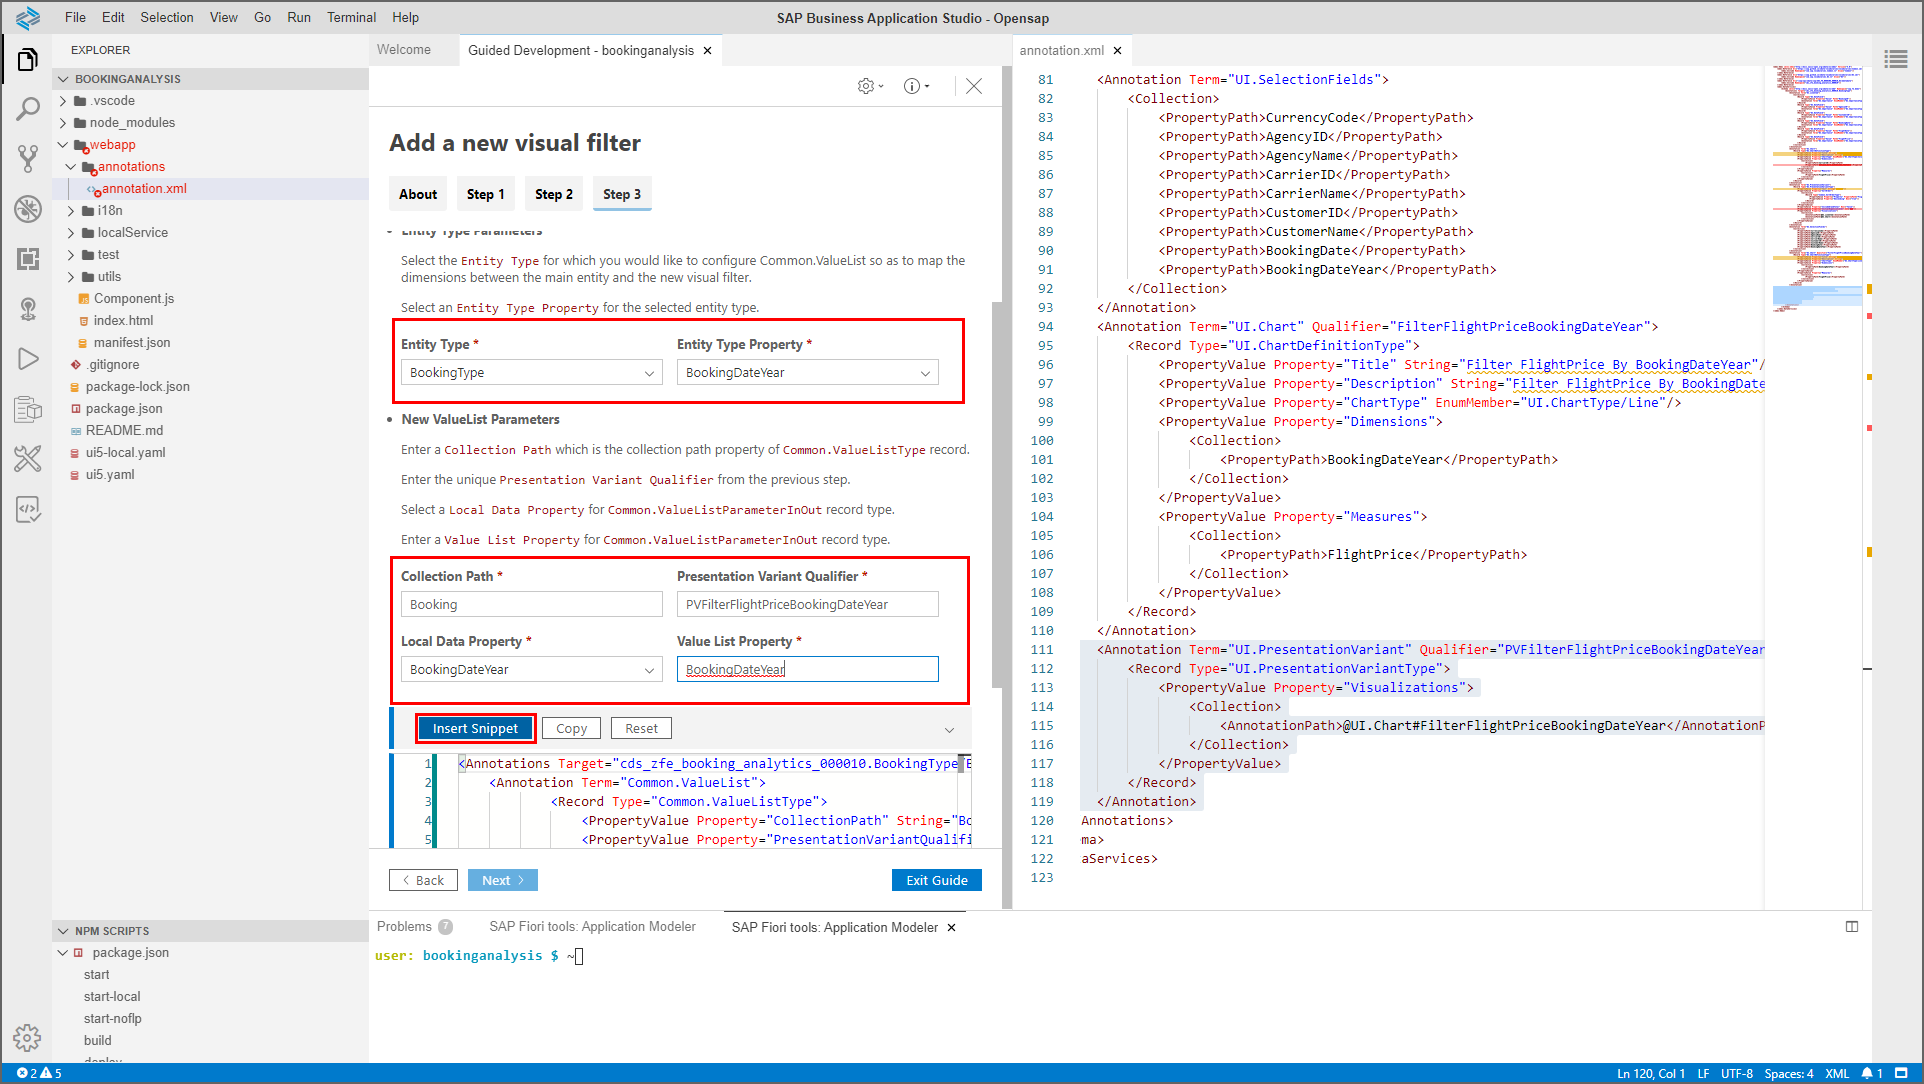 File Edit Selection View Go Run Terminal Help
SAP Business Application Studio - Opensap
EXPLORER
BOOKINGANALYSIS
.vscode
node_modules
webapp
annotations
annotation.xml
i18n
localService
test
utils
Component.js
index.html
manifest.json
.gitignore
package-lock.json
package.json
README.md
ui5-local.yaml
ui5.yaml
NPM SCRIPTS
package.json
start
start-local
start-noflp
build
deploy
Welcome
Guided Development - bookinganalysis
Add a new visual filter
About Step 1 Step 2 Step 3
Entity Type Parameters
Select the Entity Type for which you would like to configure Common.ValueList so as to map the
dimensions between the main entity and the new visual filter.
Select an Entity Type Property for the selected entity type.
Entity Type * Entity Type Property *
BookingType BookingDateYear
New ValueList Parameters
Enter a Collection Path which is the collection path property of Common.ValueListType record.
Enter the unique Presentation Variant Qualifier from the previous step.
Select a Local Data Property for Common.ValueListParameterInOut record type.
Enter a Value List Property for Common.ValueListParameterInOut record type.
Collection Path * Presentation Variant Qualifier *
Booking PVFilterFlightPriceBookingDateYear
Local Data Property * Value List Property *
BookingDateYear BookingDateYear
Insert Snippet Copy Reset
1 <Annotations Target="cds_zfe_booking_analytics_000010.BookingType
2 <Annotation Term="Common.ValueList">
3 <Record Type="Common.ValueListType">
4 <PropertyValue Property="CollectionPath" String="Bo
5 <PropertyValue Property="PresentationVariantQualifi
Back Next Exit Guide
annotation.xml
81 <Annotation Term="UI.SelectionFields">
82 <Collection>
83 <PropertyPath>CurrencyCode</PropertyPath>
84 <PropertyPath>AgencyID</PropertyPath>
85 <PropertyPath>AgencyName</PropertyPath>
86 <PropertyPath>CarrierID</PropertyPath>
87 <PropertyPath>CarrierName</PropertyPath>
88 <PropertyPath>CustomerID</PropertyPath>
89 <PropertyPath>CustomerName</PropertyPath>
90 <PropertyPath>BookingDate</PropertyPath>
91 <PropertyPath>BookingDateYear</PropertyPath>
92 </Collection>
93 </Annotation>
94 <Annotation Term="UI.Chart" Qualifier="FilterFlightPriceBookingDateYear">
95 <Record Type="UI.ChartDefinitionType">
96 <PropertyValue Property="Title" String="Filter FlightPrice By BookingDateYear"/
97 <PropertyValue Property="Description" String="Filter FlightPrice By BookingDate
98 <PropertyValue Property="ChartType" EnumMember="UI.ChartType/Line"/>
99 <PropertyValue Property="Dimensions">
100 <Collection>
101 <PropertyPath>BookingDateYear</PropertyPath>
102 </Collection>
103 </PropertyValue>
104 <PropertyValue Property="Measures">
105 <Collection>
106 <PropertyPath>FlightPrice</PropertyPath>
107 </Collection>
108 </PropertyValue>
109 </Record>
110 </Annotation>
111 <Annotation Term="UI.PresentationVariant" Qualifier="PVFilterFlightPriceBookingDateYear
112 <Record Type="UI.PresentationVariantType">
113 <PropertyValue Property="Visualizations">
114 <Collection>
115 <AnnotationPath>@UI.Chart#FilterFlightPriceBookingDateYear</AnnotationP
116 </Collection>
117 </PropertyValue>
118 </Record>
119 </Annotation>
120 Annotations>
121 ma>
122 aServices>
123
Problems 7 SAP Fiori tools: Application Modeler SAP Fiori tools: Application Modeler
user: bookinganalysis $ ~
2 5
Ln 120, Col 1 LF UTF-8 Spaces: 4 XML 1